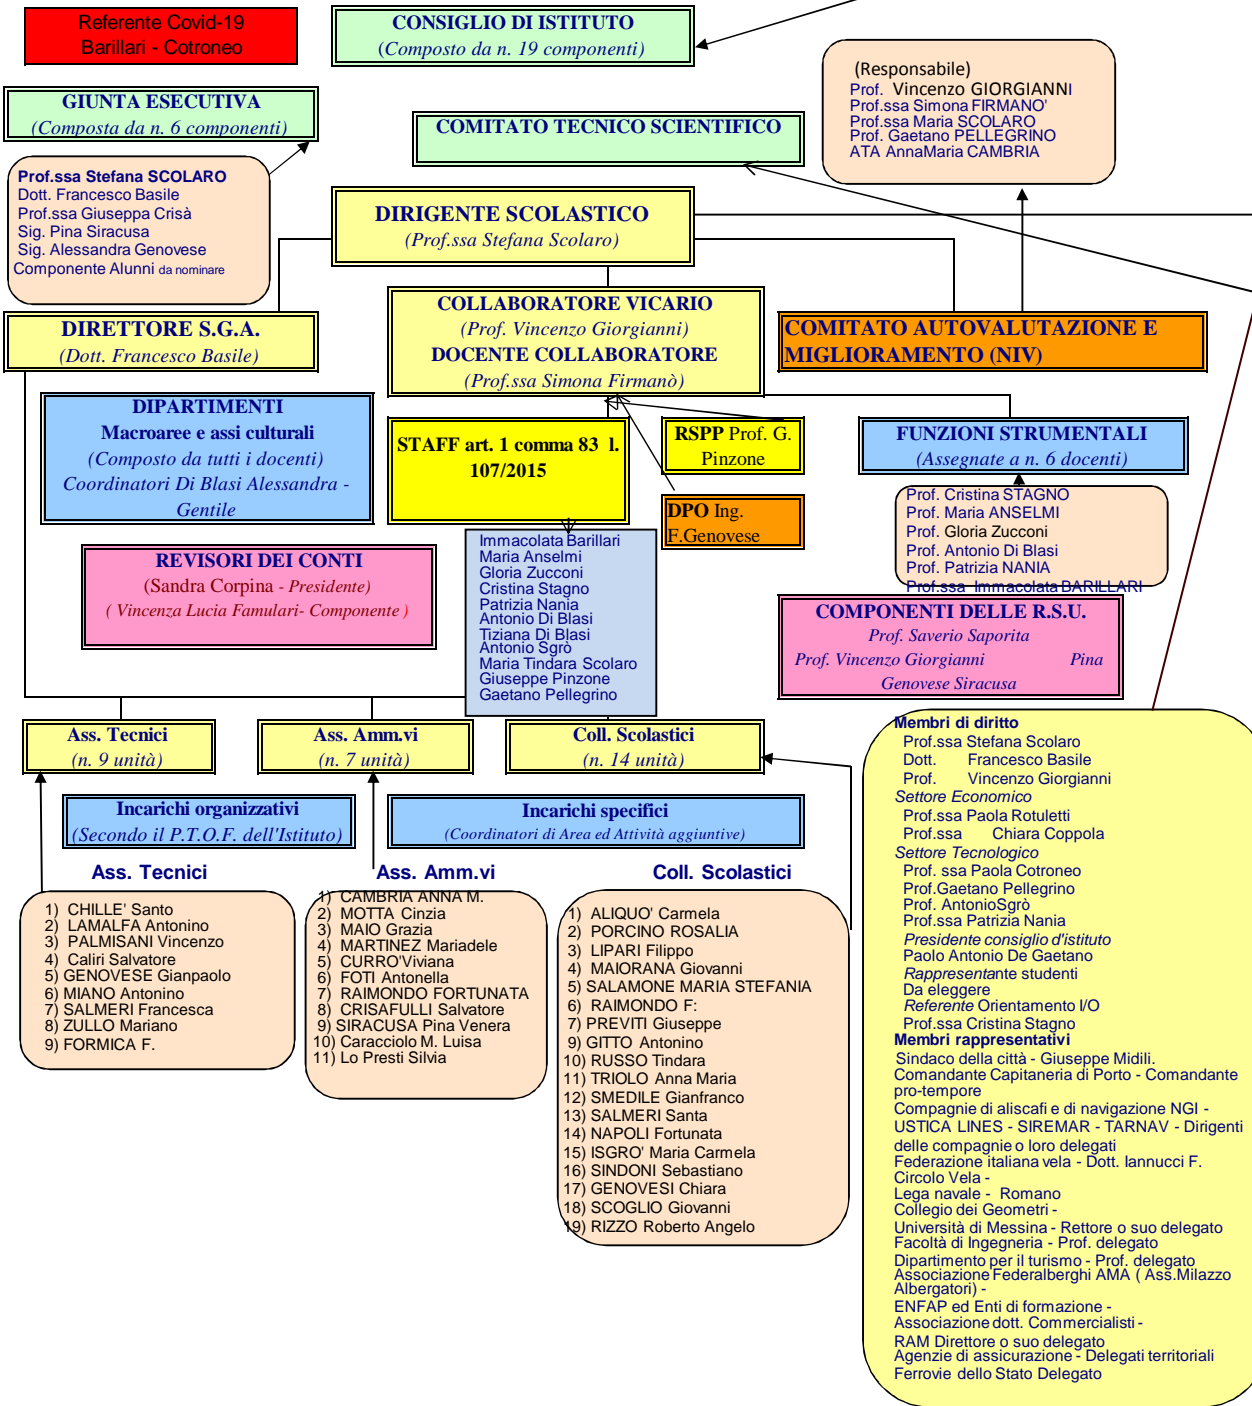 Referente Covid-19
Barillari - Cotroneo
CONSIGLIO DI ISTITUTO
(Composto da n. 19 componenti)
GIUNTA ESECUTIVA
(Composta da n. 6 componenti)
COMITATO TECNICO SCIENTIFICO
(Responsabile)
Prof. Vincenzo GIORGIANNI
Prof.ssa Simona FIRMANO'
Prof.ssa Maria SCOLARO
Prof. Gaetano PELLEGRINO
ATA AnnaMaria CAMBRIA
Prof.ssa Stefana SCOLARO
Dott. Francesco Basile
Prof.ssa Giuseppa Crisà
Sig. Pina Siracusa
Sig. Alessandra Genovese
Componente Alunni da nominare
DIRIGENTE SCOLASTICO
(Prof.ssa Stefana Scolaro)
DIRETTORE S.G.A.
(Dott. Francesco Basile)
COLLABORATORE VICARIO
(Prof. Vincenzo Giorgianni)
DOCENTE COLLABORATORE
(Prof.ssa Simona Firmanò)
COMITATO AUTOVALUTAZIONE E
MIGLIORAMENTO (NIV)
DIPARTIMENTI
Macroaree e assi culturali
(Composto da tutti i docenti)
Coordinatori Di Blasi Alessandra -
Gentile
STAFF art. 1 comma 83 l.
107/2015
RSPP Prof. G.
Pinzone
FUNZIONI STRUMENTALI
(Assegnate a n. 6 docenti)
DPO Ing.
F.Genovese
Prof. Cristina STAGNO
Prof. Maria ANSELMI
Prof. Gloria Zucconi
Prof. Antonio Di Blasi
Prof. Patrizia NANIA
Prof.ssa Immacolata BARILLARI
REVISORI DEI CONTI
(Sandra Corpina - Presidente)
( Vincenza Lucia Famulari- Componente )
Immacolata Barillari
Maria Anselmi
Gloria Zucconi
Cristina Stagno
Patrizia Nania
Antonio Di Blasi
Tiziana Di Blasi
Antonio Sgrò
Maria Tindara Scolaro
Giuseppe Pinzone
Gaetano Pellegrino
COMPONENTI DELLE R.S.U.
Prof. Saverio Saporita
Prof. Vincenzo Giorgianni Pina
Genovese Siracusa
Ass. Tecnici
(n. 9 unità)
Ass. Amm.vi
(n. 7 unità)
Coll. Scolastici
(n. 14 unità)
Incarichi organizzativi
(Secondo il P.T.O.F. dell'Istituto)
Incarichi specifici
(Coordinatori di Area ed Attività aggiuntive)
Ass. Tecnici
1) CHILLE' Santo
2) LAMALFA Antonino
3) PALMISANI Vincenzo
4) Caliri Salvatore
5) GENOVESE Gianpaolo
6) MIANO Antonino
7) SALMERI Francesca
8) ZULLO Mariano
9) FORMICA F.
Ass. Amm.vi
1) CAMBRIA ANNA M.
2) MOTTA Cinzia
3) MAIO Grazia
4) MARTINEZ Mariadele
5) CURRO'Viviana
6) FOTI Antonella
7) RAIMONDO FORTUNATA
8) CRISAFULLI Salvatore
9) SIRACUSA Pina Venera
10) Caracciolo M. Luisa
11) Lo Presti Silvia
Coll. Scolastici
1) ALIQUO' Carmela
2) PORCINO ROSALIA
3) LIPARI Filippo
4) MAIORANA Giovanni
5) SALAMONE MARIA STEFANIA
6) RAIMONDO F:
7) PREVITI Giuseppe
9) GITTO Antonino
10) RUSSO Tindara
11) TRIOLO Anna Maria
12) SMEDILE Gianfranco
13) SALMERI Santa
14) NAPOLI Fortunata
15) ISGRO' Maria Carmela
16) SINDONI Sebastiano
17) GENOVESI Chiara
18) SCOGLIO Giovanni
19) RIZZO Roberto Angelo
Membri di diritto
Prof.ssa Stefana Scolaro
Dott. Francesco Basile
Prof. Vincenzo Giorgianni
Settore Economico
Prof.ssa Paola Rotuletti
Prof.ssa Chiara Coppola
Settore Tecnologico
Prof. ssa Paola Cotroneo
Prof.Gaetano Pellegrino
Prof. AntonioSgrò
Prof.ssa Patrizia Nania
Presidente consiglio d'istituto
Paolo Antonio De Gaetano
Rappresentante studenti
Da eleggere
Referente Orientamento I/O
Prof.ssa Cristina Stagno
Membri rappresentativi
Sindaco della città - Giuseppe Midili.
Comandante Capitaneria di Porto - Comandante
pro-tempore
Compagnie di aliscafi e di navigazione NGI -
USTICA LINES - SIREMAR - TARNAV - Dirigenti
delle compagnie o loro delegati
Federazione italiana vela - Dott. Iannucci F.
Circolo Vela -
Lega navale - Romano
Collegio dei Geometri -
Università di Messina - Rettore o suo delegato
Facoltà di Ingegneria - Prof. delegato
Dipartimento per il turismo - Prof. delegato
Associazione Federalberghi AMA ( Ass.Milazzo
Albergatori) -
ENFAP ed Enti di formazione -
Associazione dott. Commercialisti -
RAM Direttore o suo delegato
Agenzie di assicurazione - Delegati territoriali
Ferrovie dello Stato Delegato